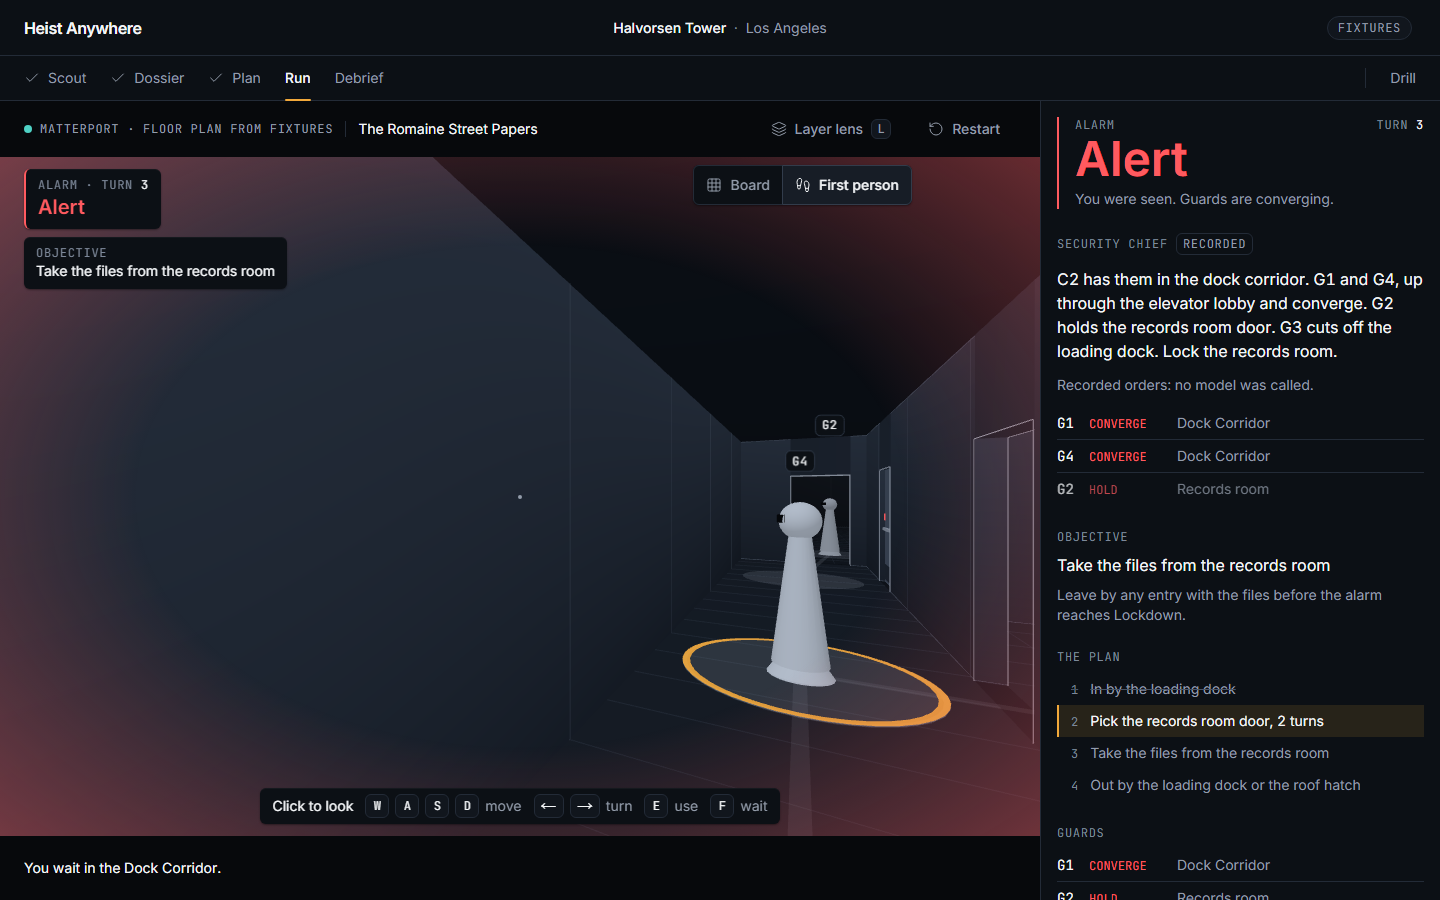 Heist Anywhere
Halvorsen Tower · Los Angeles
FIXTURES
Scout
Dossier
Plan
Run
Debrief
Drill
MATTERPORT · FLOOR PLAN FROM FIXTURES
The Romaine Street Papers
Layer lens L
Restart
ALARM · TURN 3
Alert
OBJECTIVE
Take the files from the records room
Board
First person
G2
G4
Click to look W A S D move ← → turn E use F wait
You wait in the Dock Corridor.
ALARM
TURN 3
Alert
You were seen. Guards are converging.
SECURITY CHIEF RECORDED
C2 has them in the dock corridor. G1 and G4, up
through the elevator lobby and converge. G2
holds the records room door. G3 cuts off the
loading dock. Lock the records room.
Recorded orders: no model was called.
G1 CONVERGE Dock Corridor
G4 CONVERGE Dock Corridor
G2 HOLD Records room
OBJECTIVE
Take the files from the records room
Leave by any entry with the files before the alarm
reaches Lockdown.
THE PLAN
1 In by the loading dock
2 Pick the records room door, 2 turns
3 Take the files from the records room
4 Out by the loading dock or the roof hatch
GUARDS
G1 CONVERGE Dock Corridor
G2 HOLD Records room